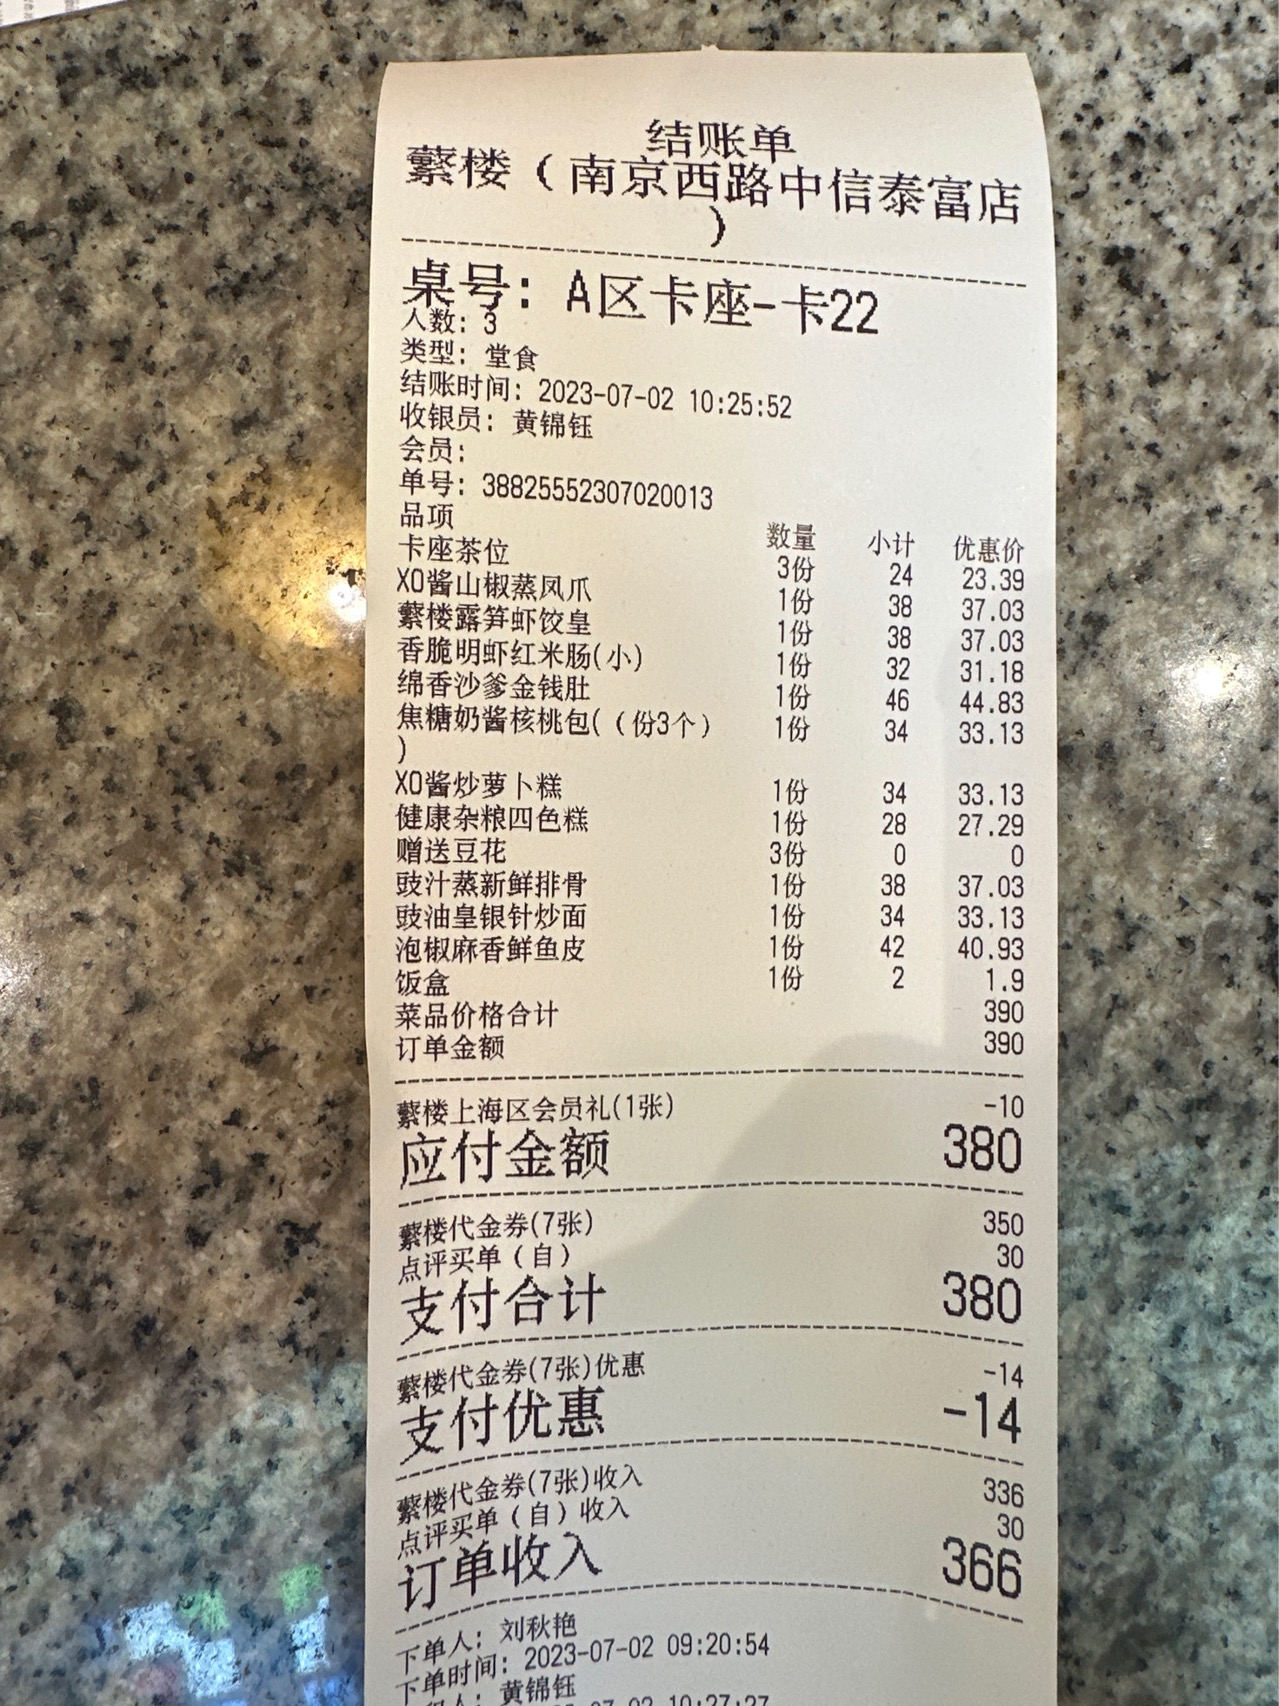 结账单
蘩楼（南京西路中信泰富店
）
桌号：A区卡座-卡22
人数：3
类型：堂食
结账时间：2023-07-02 10:25:52
收银员：黄锦钰
会员：
单号：38825552307020013
品项 数量 小计 优惠价
卡座茶位 3份 24 23.39
XO酱山椒蒸凤爪 1份 38 37.03
蘩楼露笋虾饺皇 1份 38 37.03
香脆明虾红米肠(小) 1份 32 31.18
绵香沙爹金钱肚 1份 46 44.83
焦糖奶酱核桃包(（份3个） 1份 34 33.13
)
XO酱炒萝卜糕 1份 34 33.13
健康杂粮四色糕 1份 28 27.29
赠送豆花 3份 0 0
豉汁蒸新鲜排骨 1份 38 37.03
豉油皇银针炒面 1份 34 33.13
泡椒麻香鲜鱼皮 1份 42 40.93
饭盒 1份 2 1.9
菜品价格合计 390
订单金额 390
蘩楼上海区会员礼(1张) -10
应付金额 380
蘩楼代金券(7张) 350
点评买单（自） 30
支付合计 380
蘩楼代金券(7张)优惠 -14
支付优惠 -14
蘩楼代金券(7张)收入 336
点评买单（自）收入 30
订单收入 366
下单人：刘秋艳
下单时间：2023-07-02 09:20:54
人：黄锦钰
07-02 10:27:27